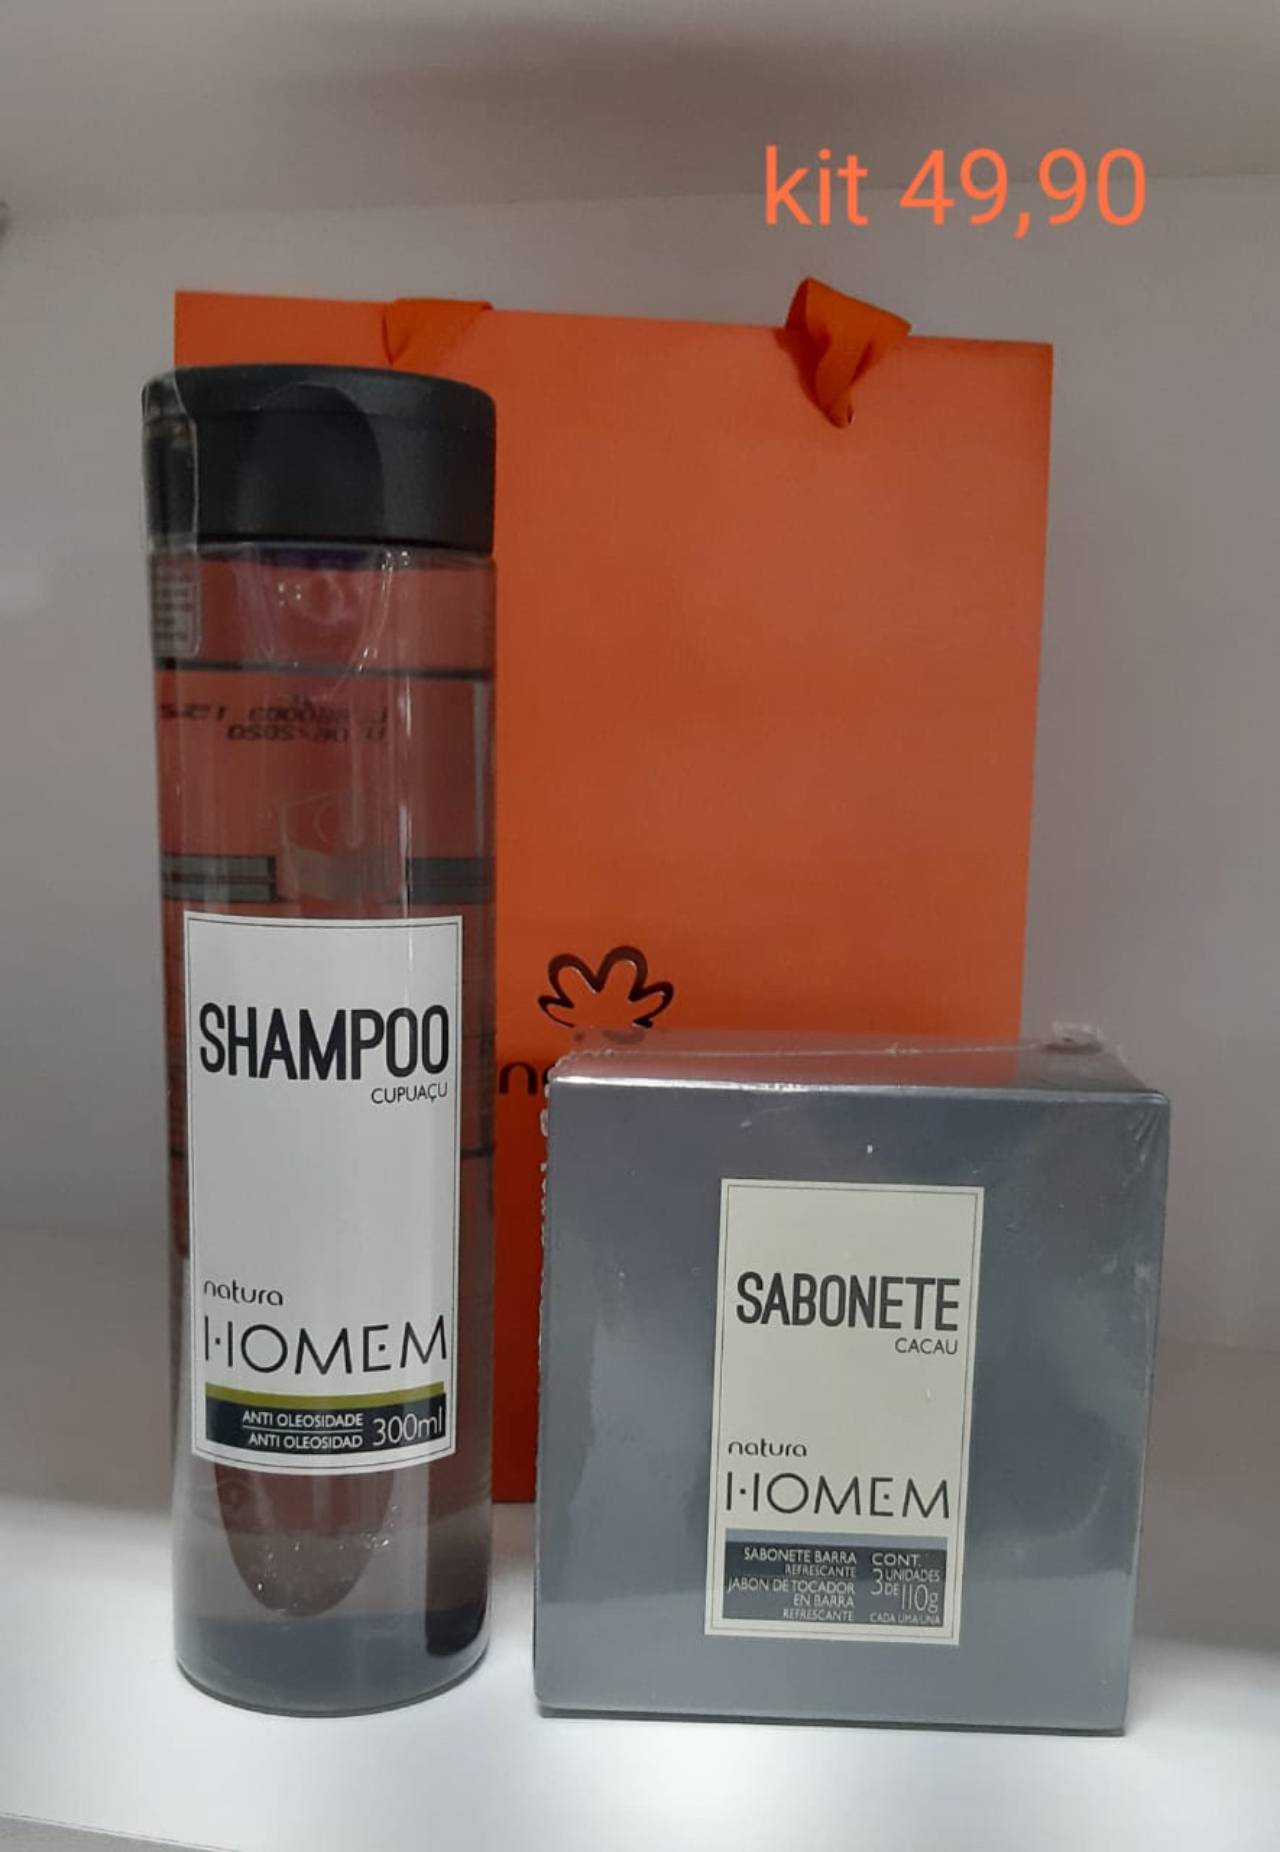 kit 49,90
SHAMPOO
CUPUAÇU
natura
HOMEM
ANTI OLEOSIDADE
ANTI OLEOSIDAD
300ml
SABONETE
CACAU
natura
HOMEM
SABONETE BARRA
REFRESCANTE
JABON DE TOCADOR
EN BARRA
REFRESCANTE
CONT.
3 UNIDADES
DE 110g
CADA UMA/UNA